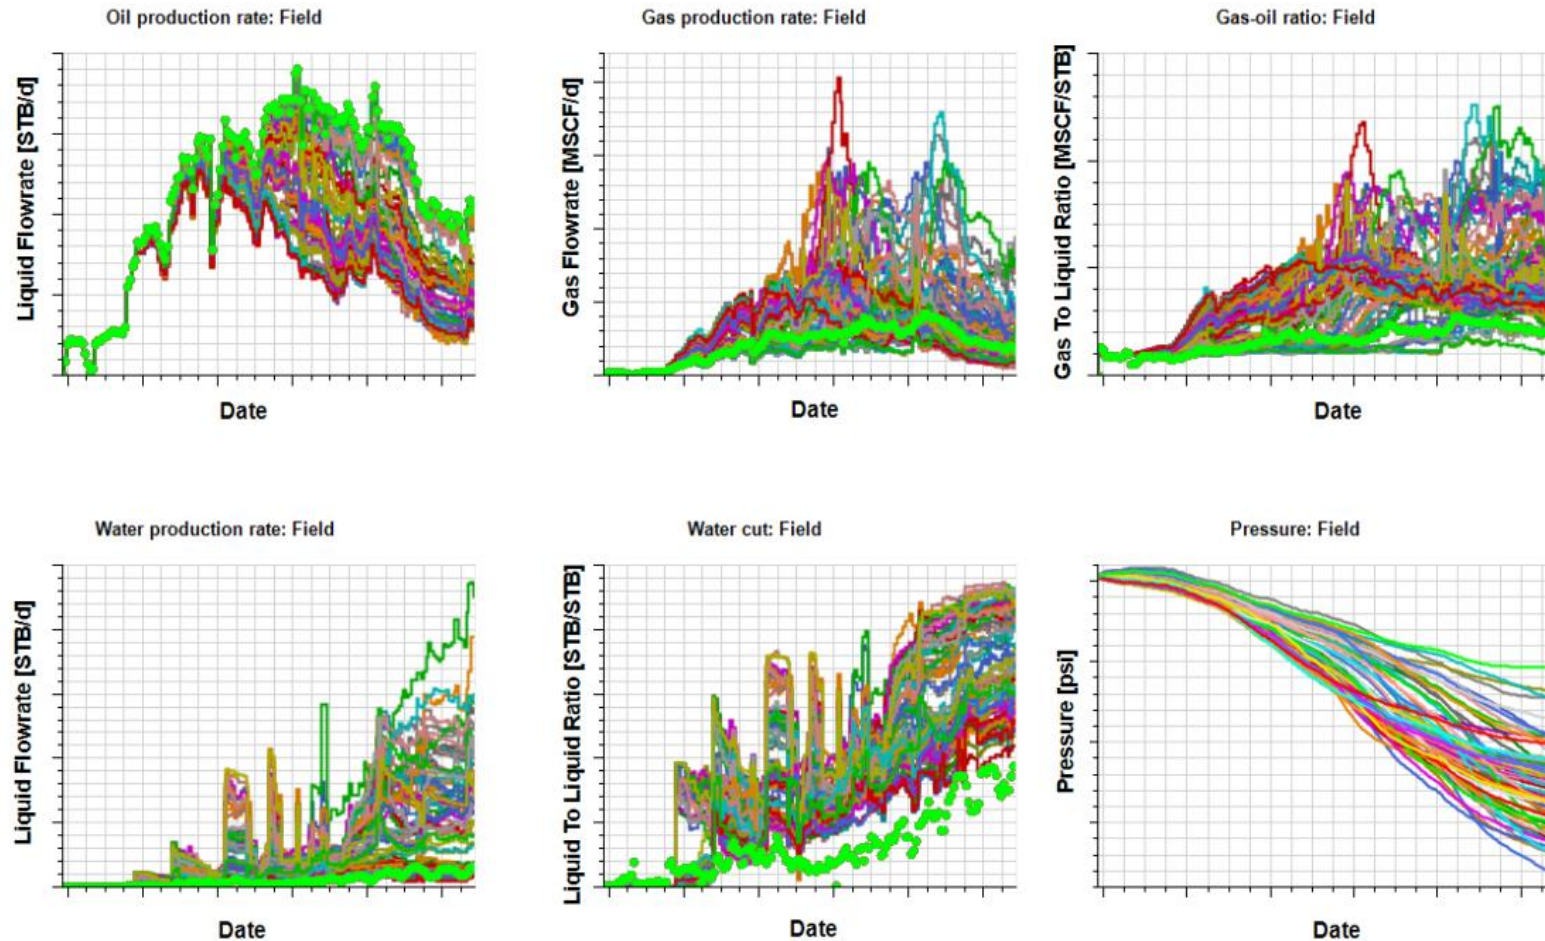 Oil production rate: Field
Liquid Flowrate [STB/d]
Date
Gas production rate: Field
Gas Flowrate [MSCF/d]
Date
Gas-oil ratio: Field
Gas To Liquid Ratio [MSCF/STB]
Date
Water production rate: Field
Liquid Flowrate [STB/d]
Date
Water cut: Field
Liquid To Liquid Ratio [STB/STB]
Date
Pressure: Field
Pressure [psi]
Date